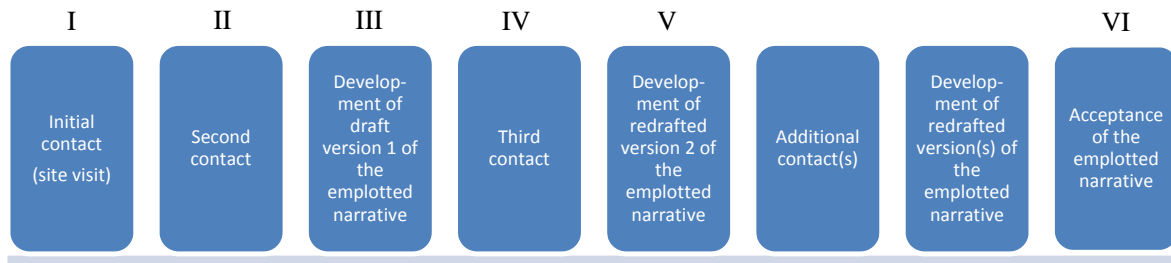 I
II
III
IV
V
VI
Initial
contact
(site visit)
Second
contact
Develop-
ment of
draft
version 1 of
the
emplotted
narrative
Third
contact
Develop-
ment of
redrafted
version 2 of
the
emplotted
narrative
Additional
contact(s)
Development of
redrafted
version(s) of
the
emplotted
narrative
Acceptance
of the
emplotted
narrative